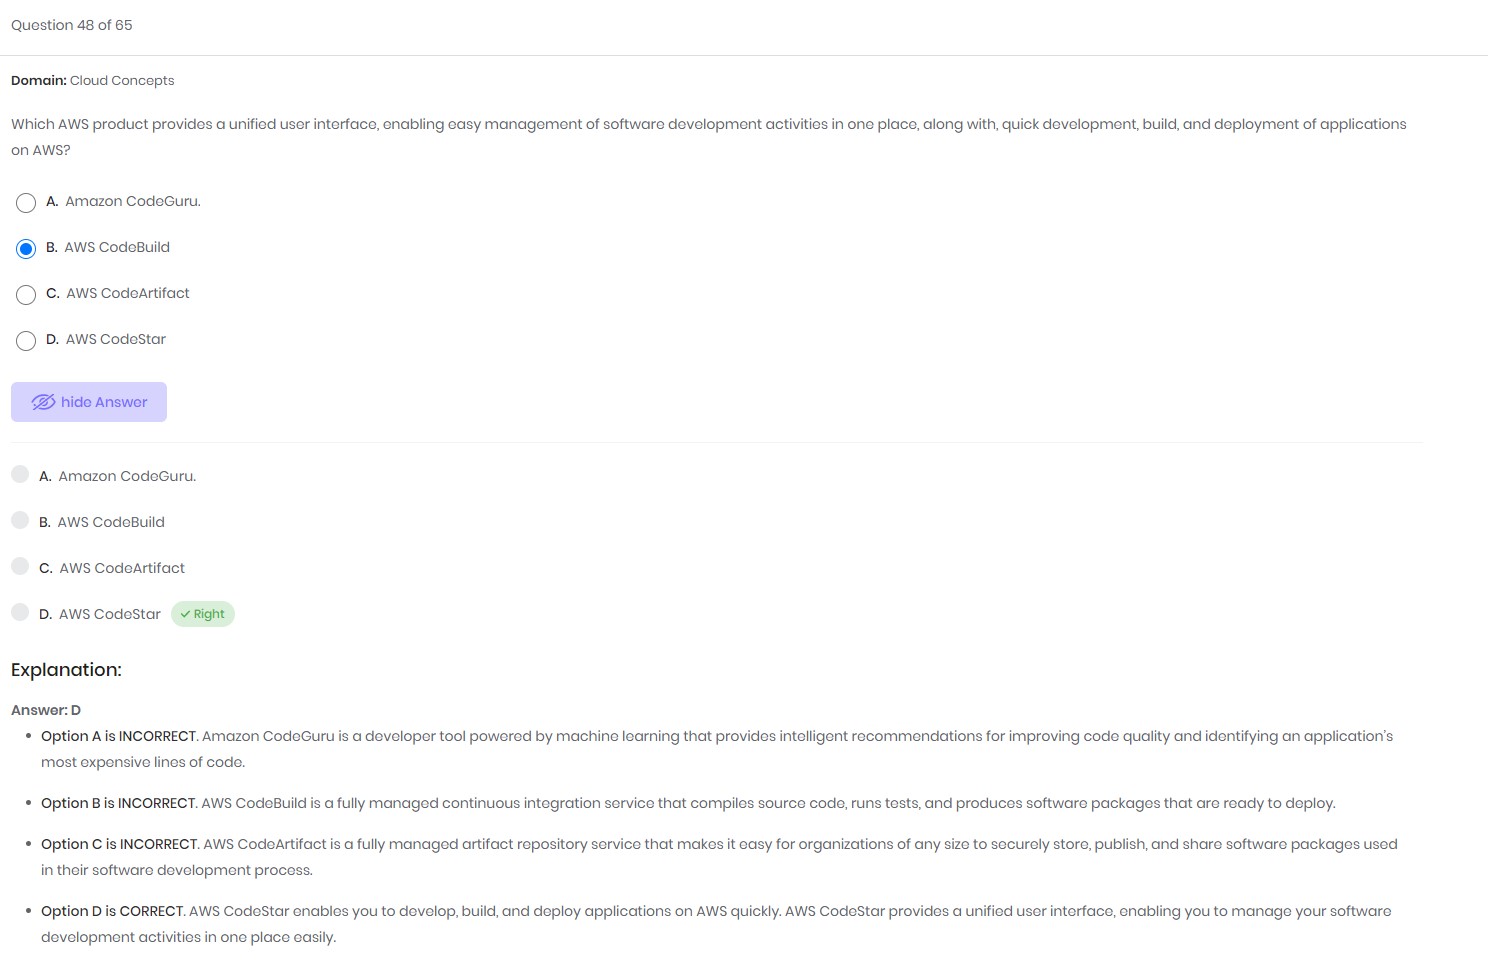 Question 48 of 65
Domain: Cloud Concepts
Which AWS product provides a unified user interface, enabling easy management of software development activities in one place, along with, quick development, build, and deployment of applications
on AWS?
A. Amazon CodeGuru.
B. AWS CodeBuild
C. AWS CodeArtifact
D. AWS CodeStar
hide Answer
A. Amazon CodeGuru.
B. AWS CodeBuild
C. AWS CodeArtifact
D. AWS CodeStar Right
Explanation:
Answer: D
Option A is INCORRECT. Amazon CodeGuru is a developer tool powered by machine learning that provides intelligent recommendations for improving code quality and identifying an application's
most expensive lines of code.
Option B is INCORRECT. AWS CodeBuild is a fully managed continuous integration service that compiles source code, runs tests, and produces software packages that are ready to deploy.
Option C is INCORRECT. AWS CodeArtifact is a fully managed artifact repository service that makes it easy for organizations of any size to securely store, publish, and share software packages used
in their software development process.
Option D is CORRECT. AWS CodeStar enables you to develop, build, and deploy applications on AWS quickly. AWS CodeStar provides a unified user interface, enabling you to manage your software
development activities in one place easily.